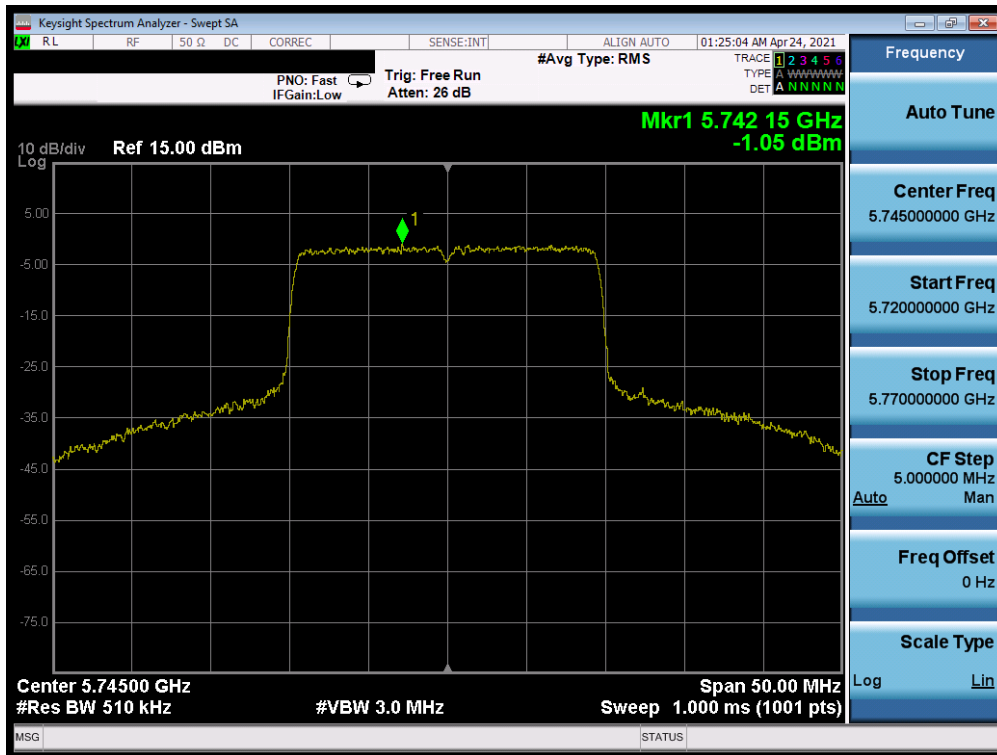 Keysight Spectrum Analyzer - Swept SA
LXI RL RF 50 Ω DC CORREC SENSE:INT ALIGN AUTO 01:25:04 AM Apr 24, 2021
#Avg Type: RMS
TRACE 1 2 3 4 5 6
PNO: Fast Trig: Free Run
TYPE A WWWWW
IFGain:Low Atten: 26 dB
DET A N N N N N
Mkr1 5.742 15 GHz
-1.05 dBm
10 dB/div Ref 15.00 dBm
Log
1
5.00
-5.00
-15.0
-25.0
-35.0
-45.0
-55.0
-65.0
-75.0
Center 5.74500 GHz Span 50.00 MHz
#Res BW 510 kHz #VBW 3.0 MHz Sweep 1.000 ms (1001 pts)
MSG STATUS
Frequency
Auto Tune
Center Freq
5.745000000 GHz
Start Freq
5.720000000 GHz
Stop Freq
5.770000000 GHz
CF Step
5.000000 MHz
Auto Man
Freq Offset
0 Hz
Scale Type
Log Lin